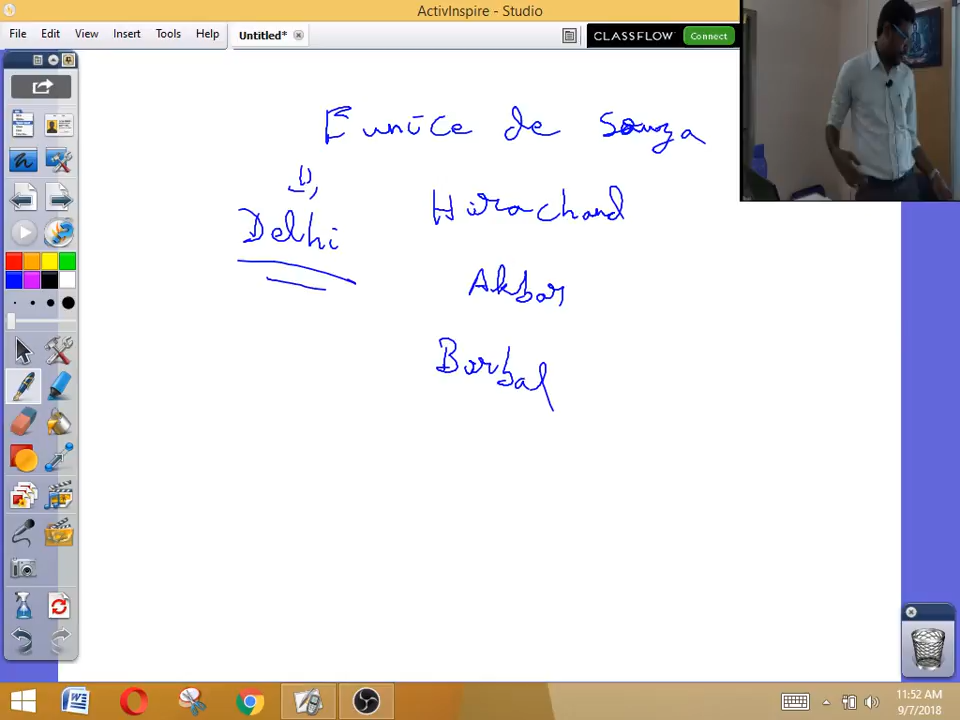 ActivInspire - Studio
File Edit View Insert Tools Help Untitled* CLASSFLOW Connect
Eunice de Souza
Delhi Hirachand
Akbar
Barbal
11:52 AM
9/7/2018